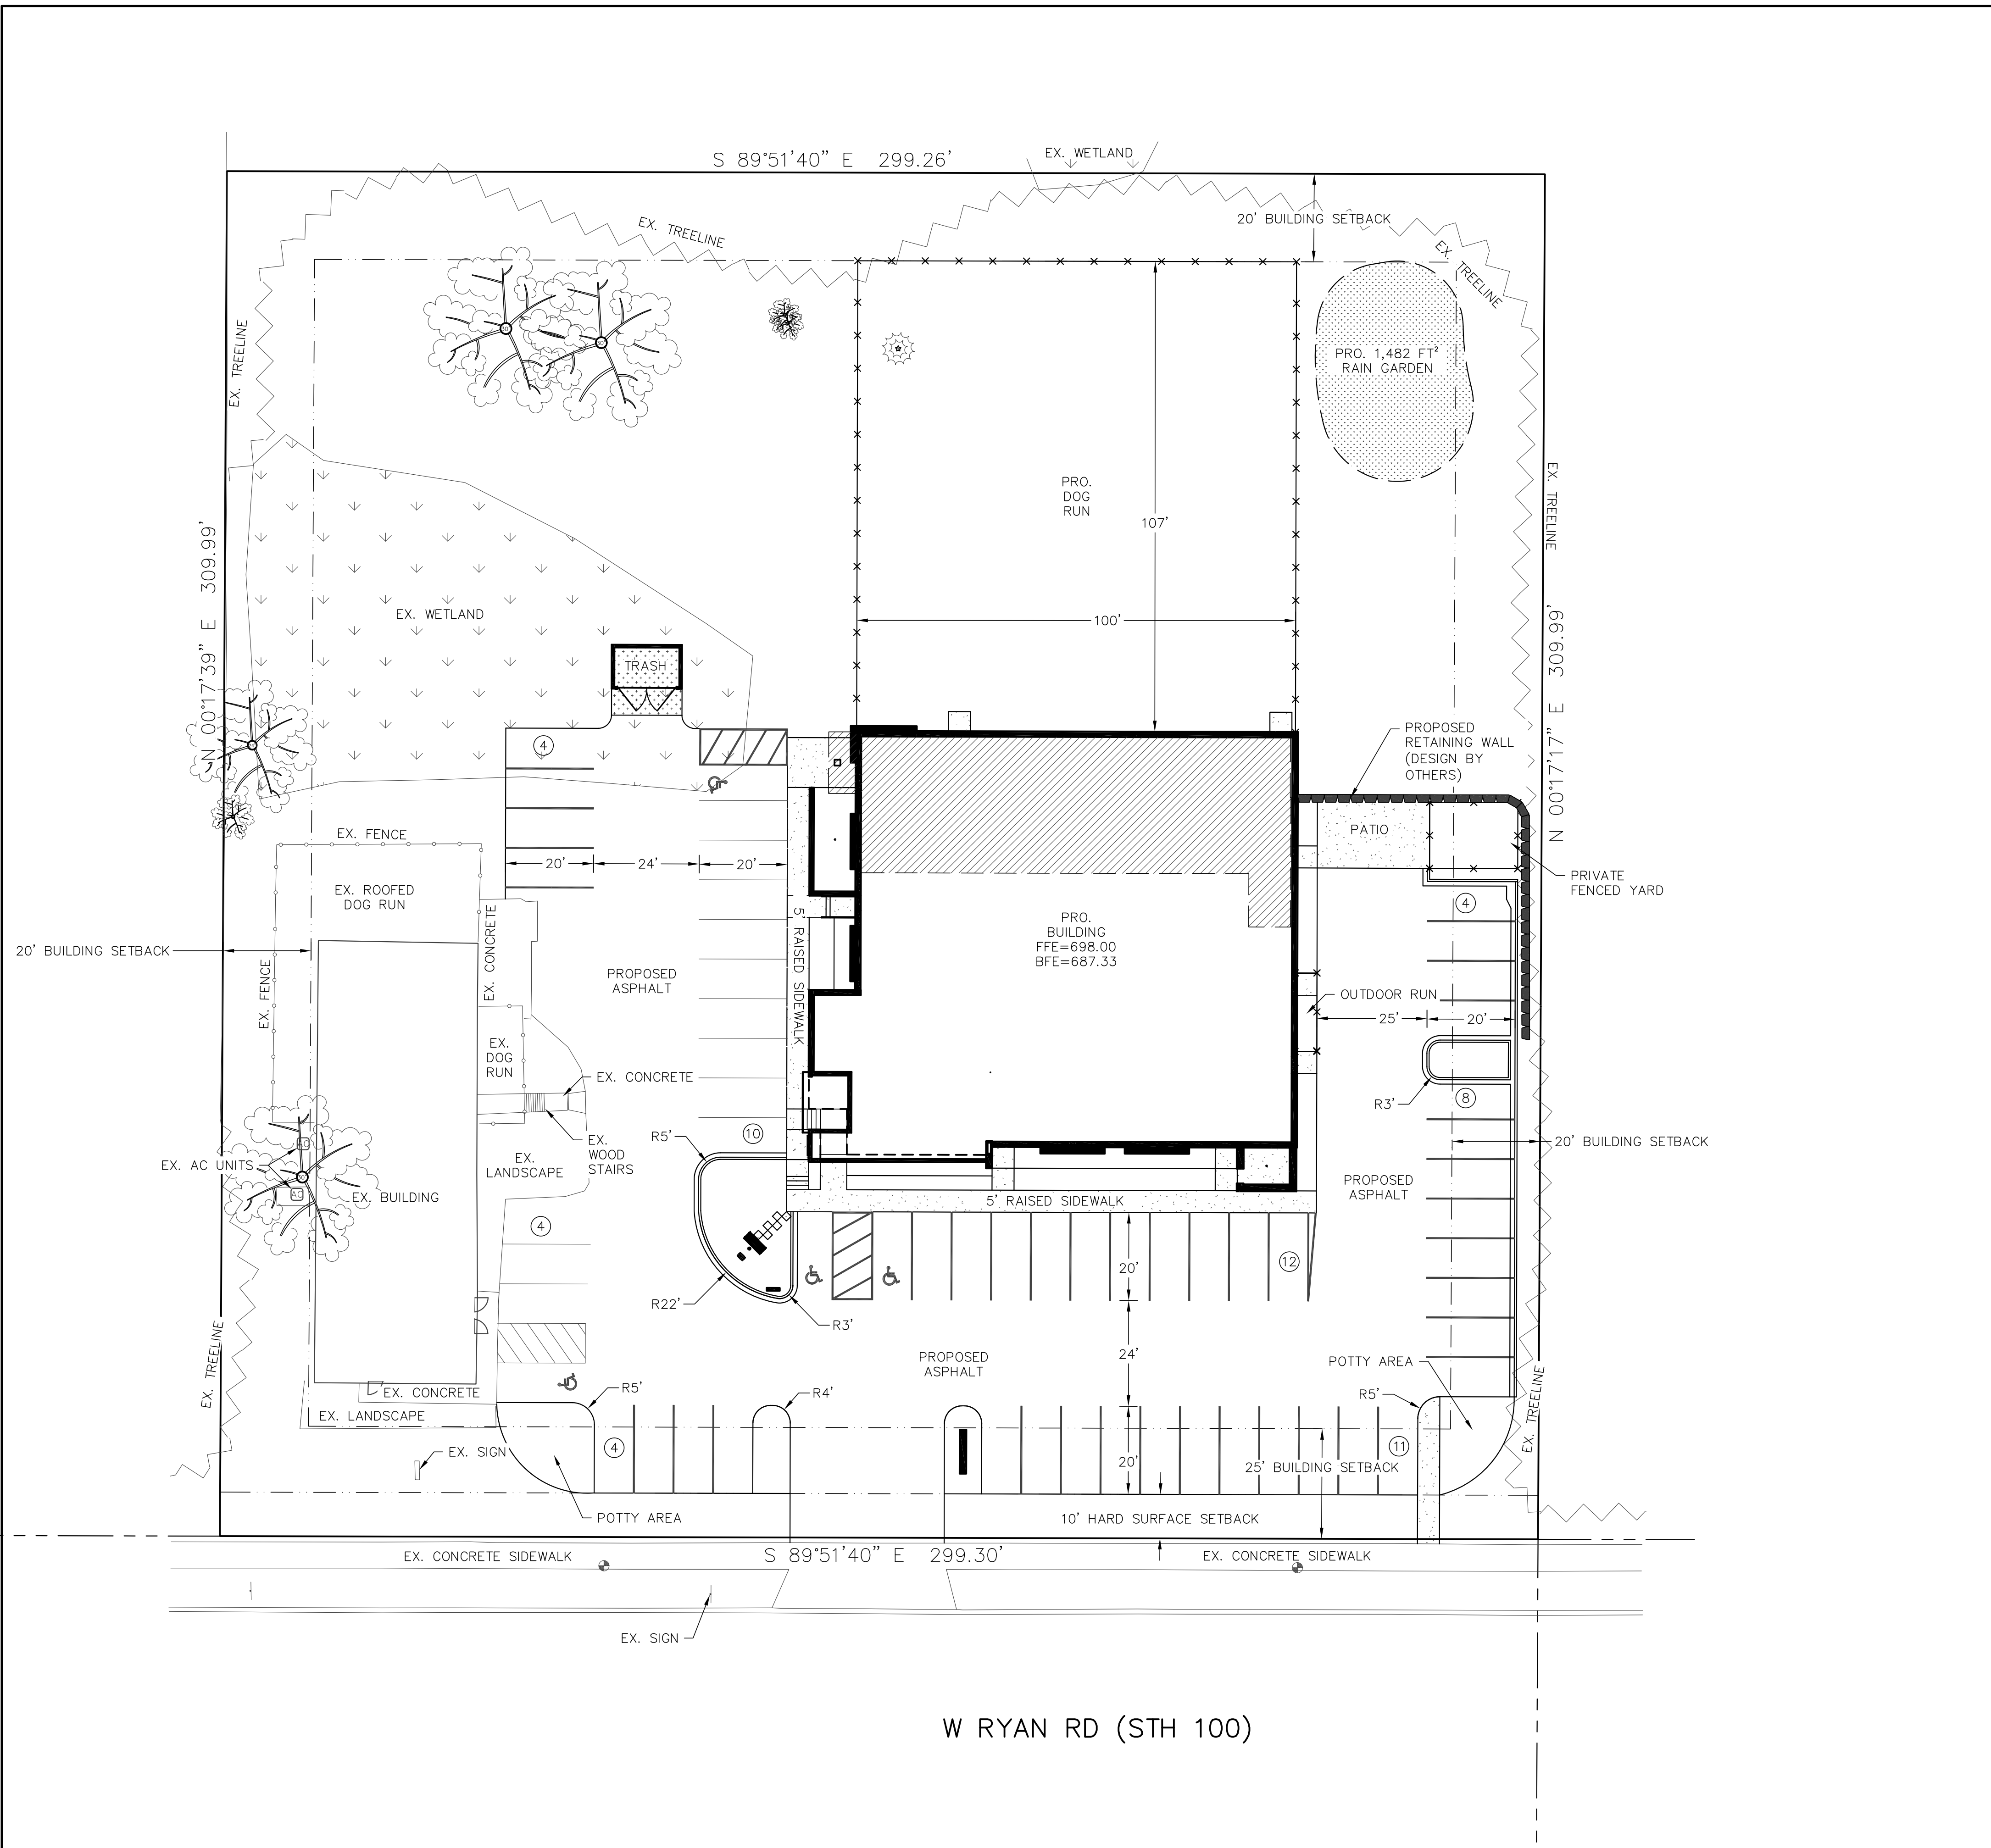 S 89°51'40" E 299.26'
EX. WETLAND
20' BUILDING SETBACK
EX. TREELINE
EX. TREELINE
EX. TREELINE
PRO. 1,482 FT²
RAIN GARDEN
PRO.
DOG
RUN
107'
100'
EX. TREELINE
N 00°17'39" E 309.99'
N 00°17'17" E 306.99'
EX. WETLAND
TRASH
4
PROPOSED
RETAINING WALL
(DESIGN BY
OTHERS)
PATIO
EX. FENCE
20'
24'
20'
PRIVATE
FENCED YARD
EX. ROOFED
DOG RUN
4
5' RAISED SIDEWALK
PRO.
BUILDING
FFE=698.00
BFE=687.33
20' BUILDING SETBACK
EX. CONCRETE
EX. FENCE
PROPOSED
ASPHALT
OUTDOOR RUN
25'
20'
EX.
DOG
RUN
EX. CONCRETE
R3'
8
10
R5'
EX.
WOOD
STAIRS
20' BUILDING SETBACK
EX.
LANDSCAPE
EX. AC UNITS
AC
AC
EX. BUILDING
PROPOSED
ASPHALT
5' RAISED SIDEWALK
4
12
20'
R22'
R3'
24'
PROPOSED
ASPHALT
POTTY AREA
EX. TREELINE
EX. TREELINE
EX. CONCRETE
R5'
R4'
R5'
EX. LANDSCAPE
4
11
EX. SIGN
20'
25' BUILDING SETBACK
POTTY AREA
10' HARD SURFACE SETBACK
EX. CONCRETE SIDEWALK
S 89°51'40" E 299.30'
EX. CONCRETE SIDEWALK
EX. SIGN
W RYAN RD (STH 100)